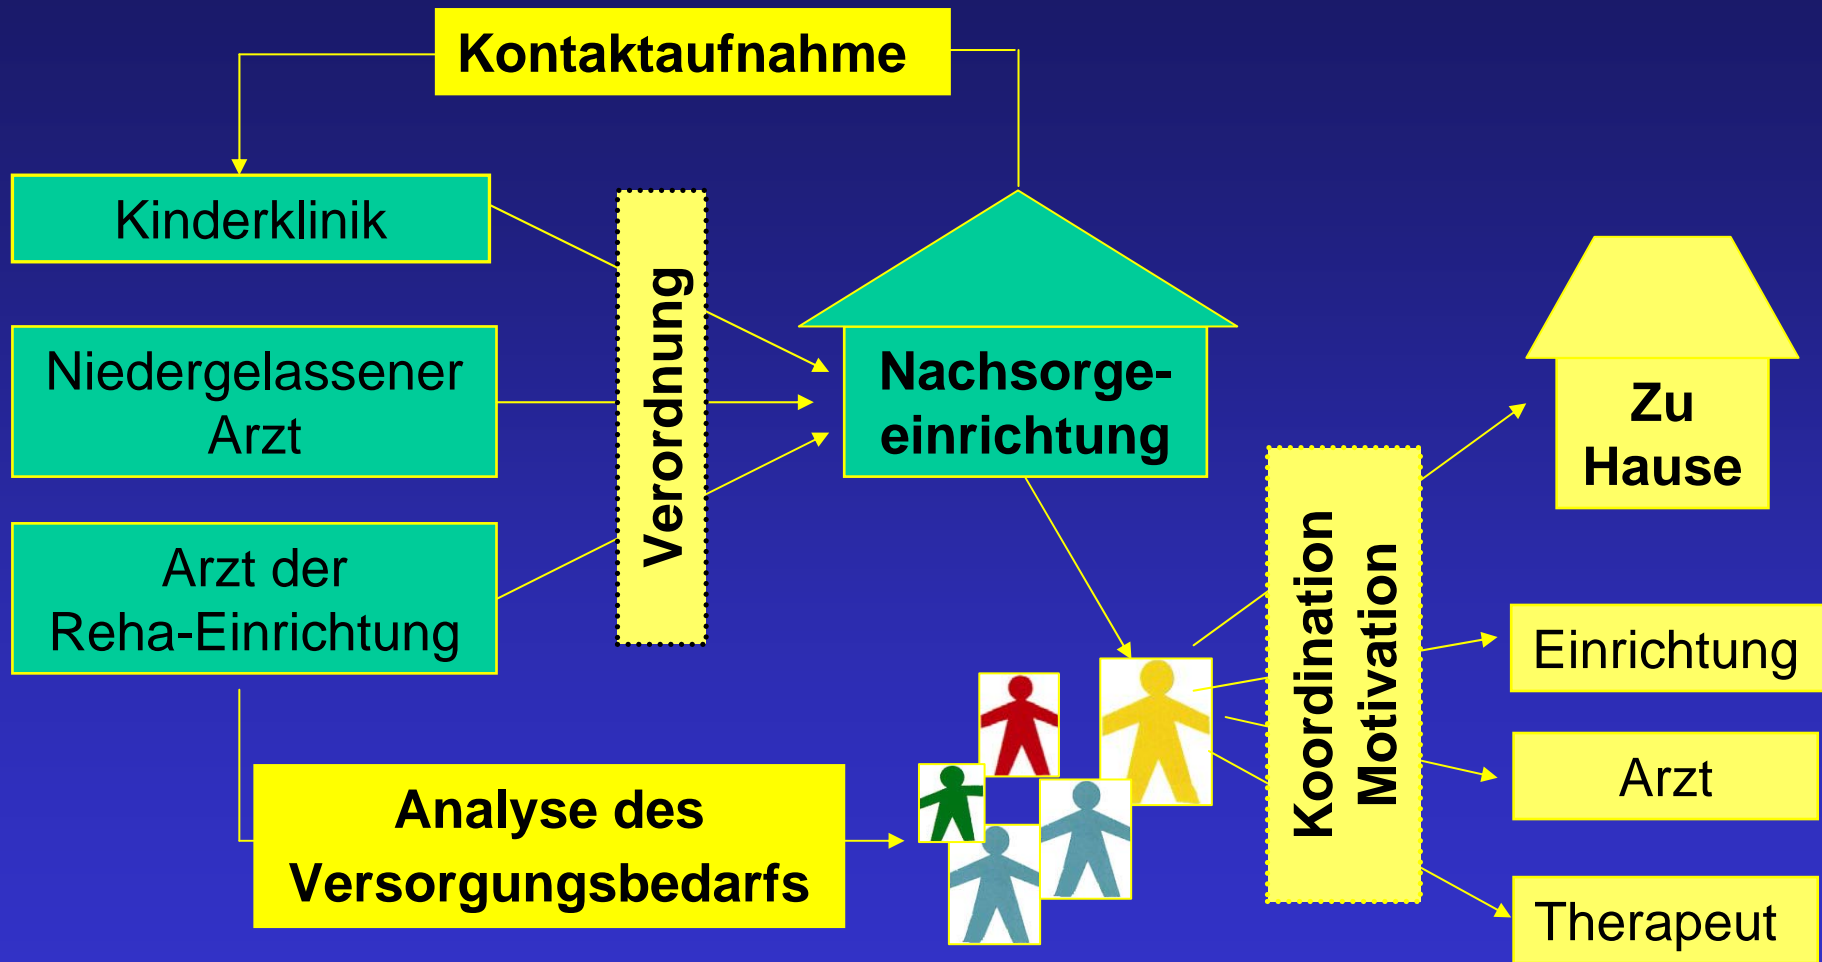 Kontaktaufnahme
Kinderklinik
Niedergelassener
Arzt
Arzt der
Reha-Einrichtung
Verordnung
Nachsorge-
einrichtung
Analyse des
Versorgungsbedarfs
Koordination
Motivation
Zu
Hause
Einrichtung
Arzt
Therapeut